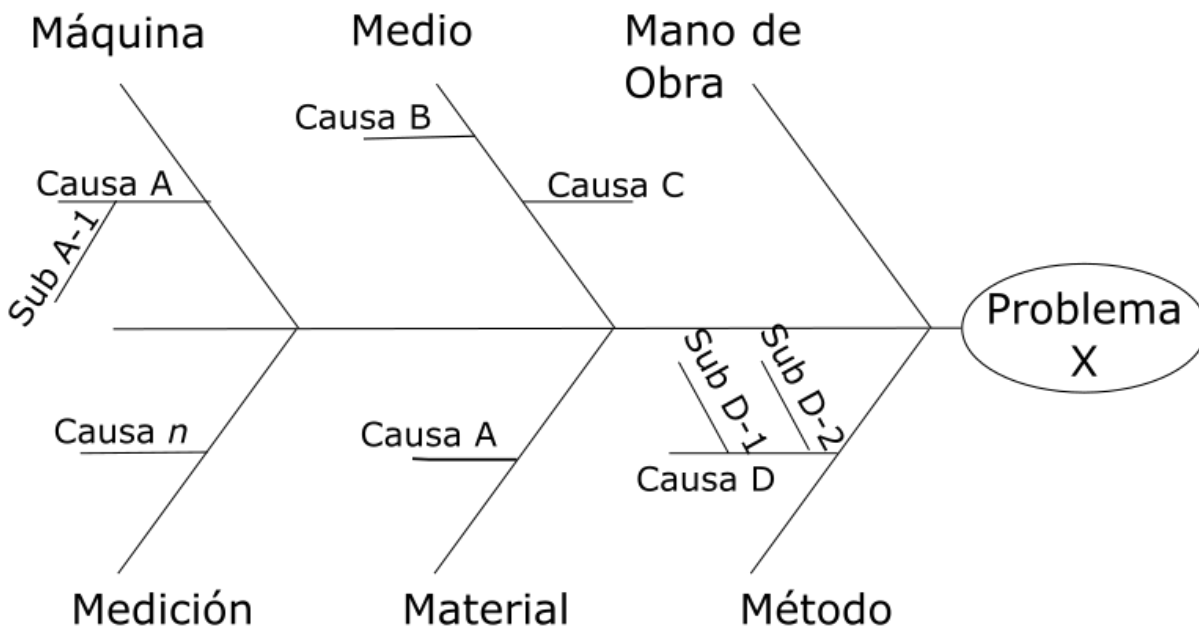 Máquina
Medio
Mano de
Obra
Causa B
Causa A
Causa C
Sub A-1
Problema
X
Sub D-1
Sub D-2
Causa n
Causa A
Causa D
Medición
Material
Método